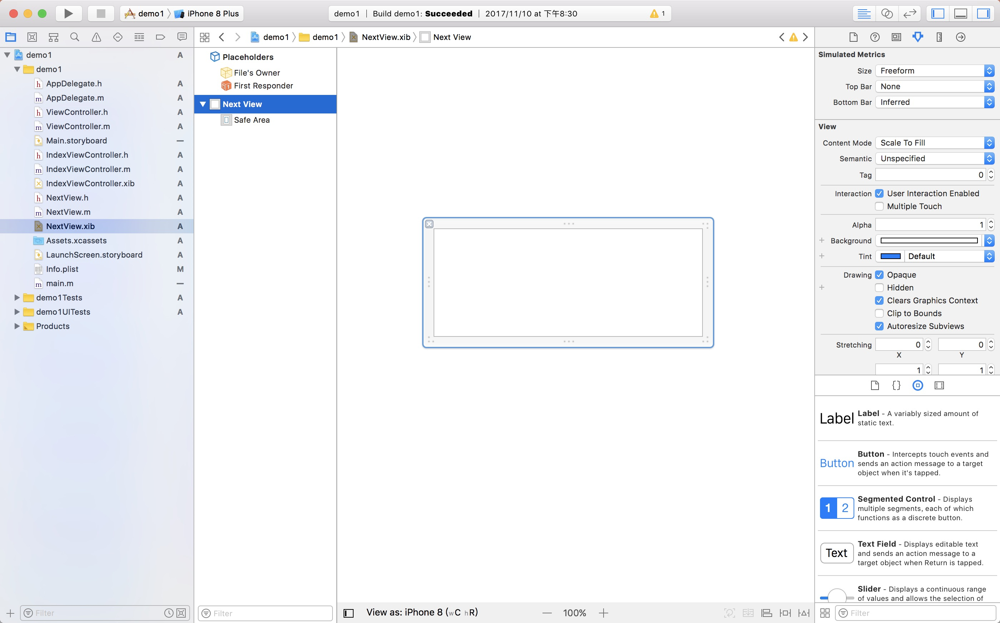 demo1 iPhone 8 Plus
demo1 | Build demo1: Succeeded | 2017/11/10 at 下午8:30 1
demo1 demo1 NextView.xib Next View
demo1 A
demo1
AppDelegate.h A
AppDelegate.m A
ViewController.h A
ViewController.m A
Main.storyboard —
IndexViewController.h A
IndexViewController.m A
IndexViewController.xib A
NextView.h A
NextView.m A
NextView.xib A
Assets.xcassets A
LaunchScreen.storyboard A
Info.plist M
main.m —
demo1Tests A
demo1UITests A
Products
Filter
Placeholders
File's Owner
First Responder
Next View
Safe Area
Filter
View as: iPhone 8 (wC hR)
— 100% +
Simulated Metrics
Size Freeform
Top Bar None
Bottom Bar Inferred
View
Content Mode Scale To Fill
Semantic Unspecified
Tag 0
Interaction User Interaction Enabled
Multiple Touch
Alpha 1
+ Background
+ Tint Default
Drawing Opaque
+ Hidden
Clears Graphics Context
Clip to Bounds
Autoresize Subviews
Stretching 0 0
X Y
1 1
Label Label - A variably sized amount of
static text.
Button Button - Intercepts touch events and
sends an action message to a target
object when it's tapped.
1 2 Segmented Control - Displays
multiple segments, each of which
functions as a discrete button.
Text Text Field - Displays editable text
and sends an action message to a
target object when Return is tapped.
Slider - Displays a continuous range
of values and allows the selection of
Filter